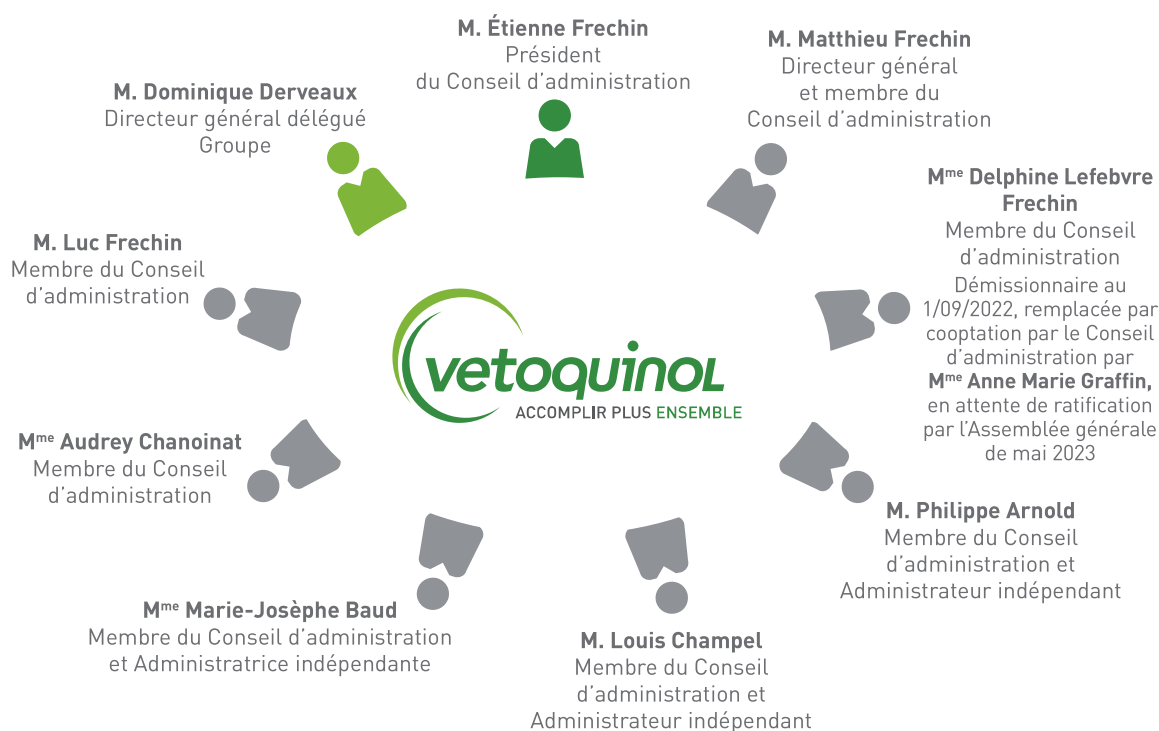 M. Étienne Frechin
Président
du Conseil d’administration
M. Matthieu Frechin
Directeur général
et membre du
Conseil d’administration
Mme Delphine Lefebvre
Frechin
Membre du Conseil
d’administration
Démissionnaire au
1/09/2022, remplacée par
cooptation par le Conseil
d’administration par
Mme Anne Marie Graffin,
en attente de ratification
par l’Assemblée générale
de mai 2023
M. Philippe Arnold
Membre du Conseil
d’administration et
Administrateur indépendant
M. Louis Champel
Membre du Conseil
d’administration et
Administrateur indépendant
Mme Marie-Josèphe Baud
Membre du Conseil d’administration
et Administratrice indépendante
Mme Audrey Chanoinat
Membre du Conseil
d’administration
M. Luc Frechin
Membre du Conseil
d’administration
M. Dominique Derveaux
Directeur général délégué
Groupe
vetoquinol
ACCOMPLIR PLUS ENSEMBLE